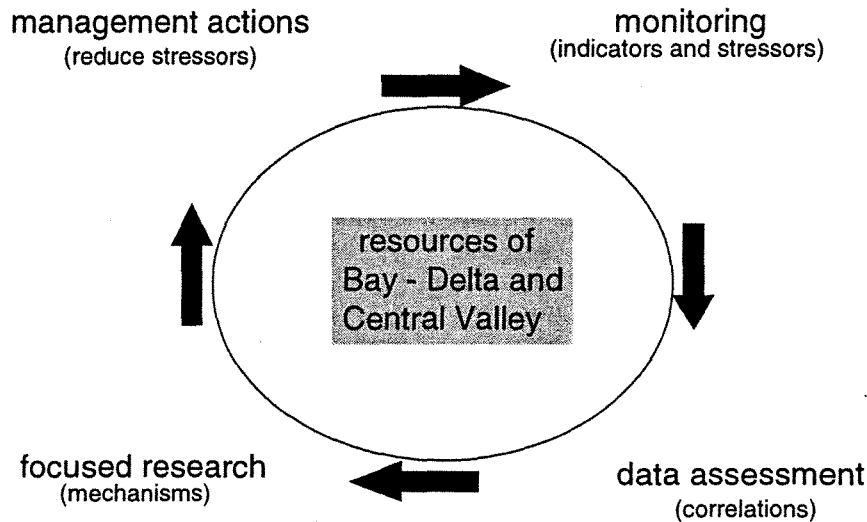 management actions
(reduce stressors)
monitoring
(indicators and stressors)
resources of
Bay - Delta and
Central Valley
focused research
(mechanisms)
data assessment
(correlations)